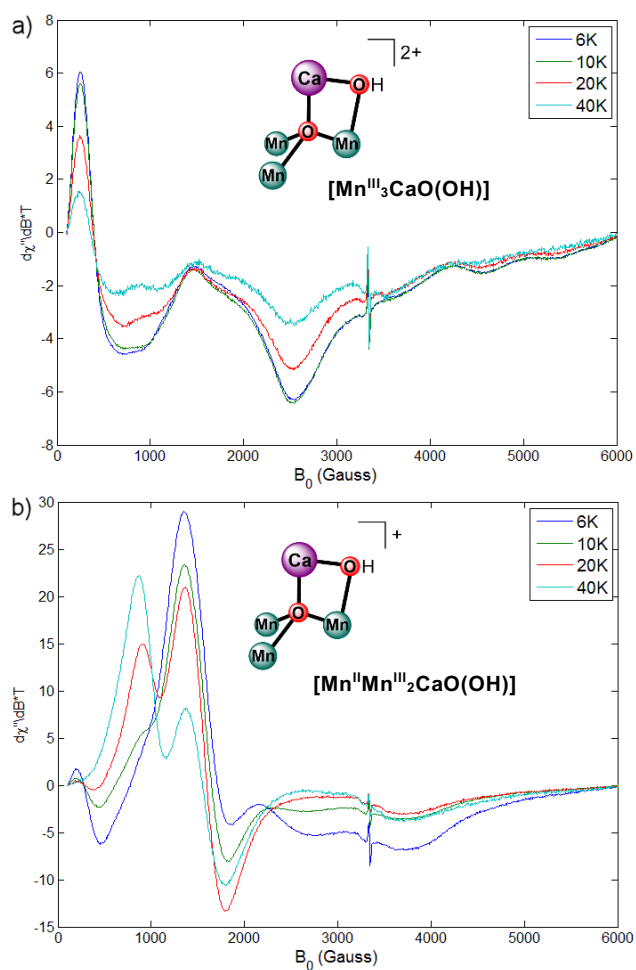 a)
8
6
4
2
0
-2
-4
-6
-8
dχ"\dB*T
0 1000 2000 3000 4000 5000 6000
B₀ (Gauss)
6K
10K
20K
40K
2+
Ca
O H
O
Mn Mn
Mn
[Mnᴵᴵᴵ₃CaO(OH)]
b)
30
25
20
15
10
5
0
-5
-10
-15
dχ"\dB*T
0 1000 2000 3000 4000 5000 6000
B₀ (Gauss)
6K
10K
20K
40K
+
Ca
O H
O
Mn Mn
Mn
[MnᴵᴵMnᴵᴵᴵ₂CaO(OH)]